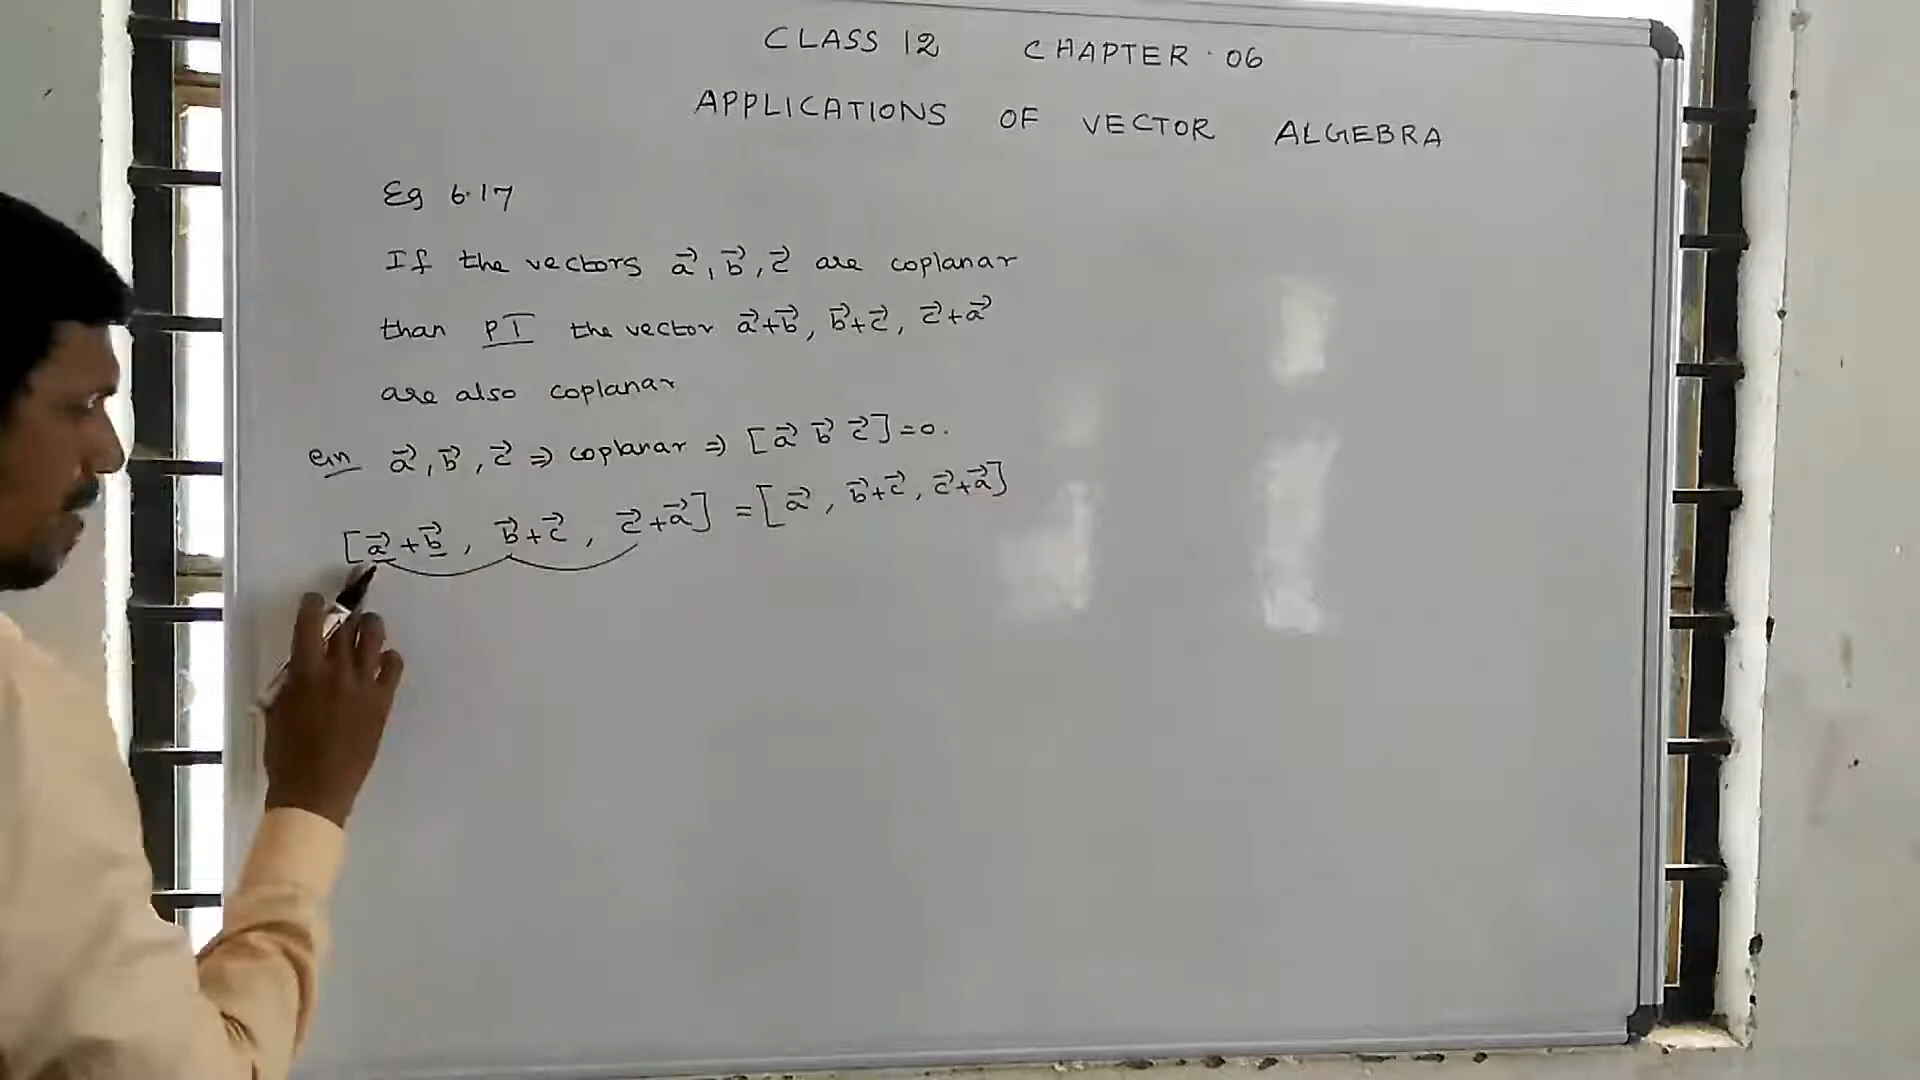 CLASS 12 CHAPTER · 06
APPLICATIONS OF VECTOR ALGEBRA
Eg 6.17
If the vectors a⃗, b⃗, c⃗ are coplanar
than PT the vector a⃗+b⃗, b⃗+c⃗, c⃗+a⃗
are also coplanar
a⃗, b⃗, c⃗ ⇒ coplanar ⇒ [a⃗ b⃗ c⃗] = 0.
[a⃗+b⃗, b⃗+c⃗, c⃗+a⃗] = [a⃗, b⃗+c⃗, c⃗+a⃗]